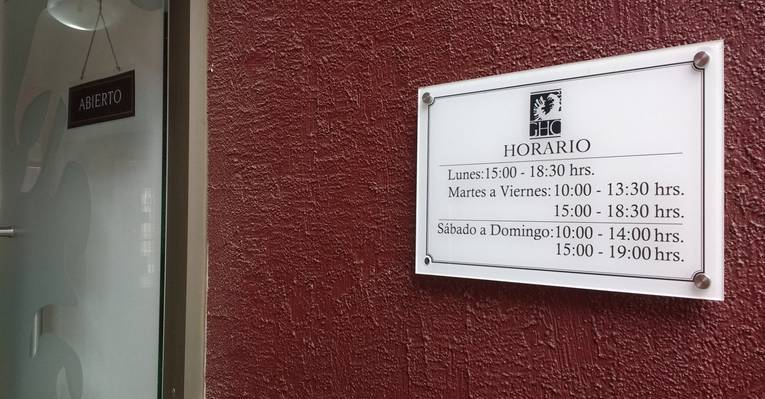 ABIERTO
GHC
HORARIO
Lunes:15:00 - 18:30 hrs.
Martes a Viernes:10:00 - 13:30 hrs.
15:00 - 18:30 hrs.
Sábado a Domingo:10:00 - 14:00 hrs.
15:00 - 19:00 hrs.